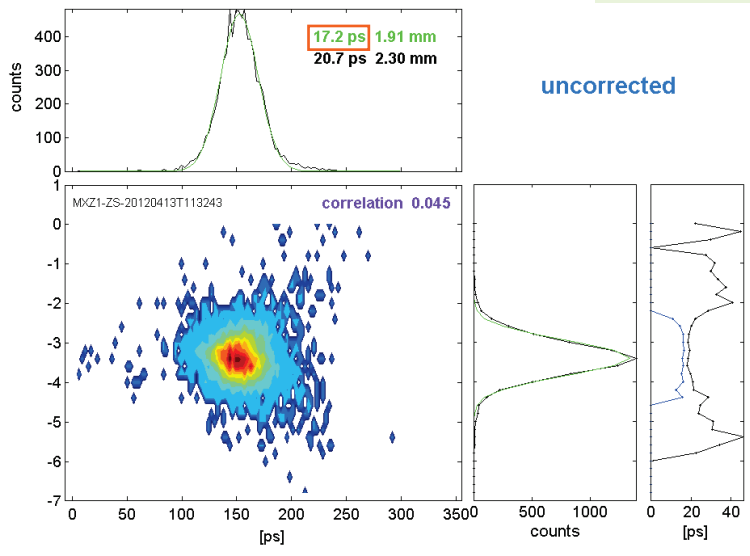 400
300
200
100
0
counts
17.2 ps 1.91 mm
20.7 ps 2.30 mm
uncorrected
MXZ1-ZS-20120413T113243
correlation 0.045
1
0
-1
-2
-3
-4
-5
-6
-7
0 50 100 150 200 250 300 350
[ps]
500 1000
counts
0 20 40
[ps]